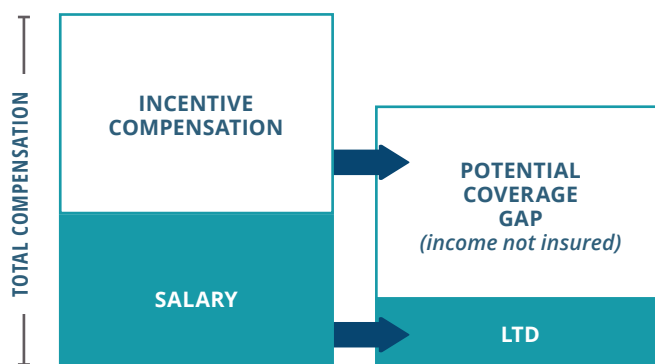 TOTAL COMPENSATION
INCENTIVE
COMPENSATION
SALARY
POTENTIAL
COVERAGE
GAP
(income not insured)
LTD